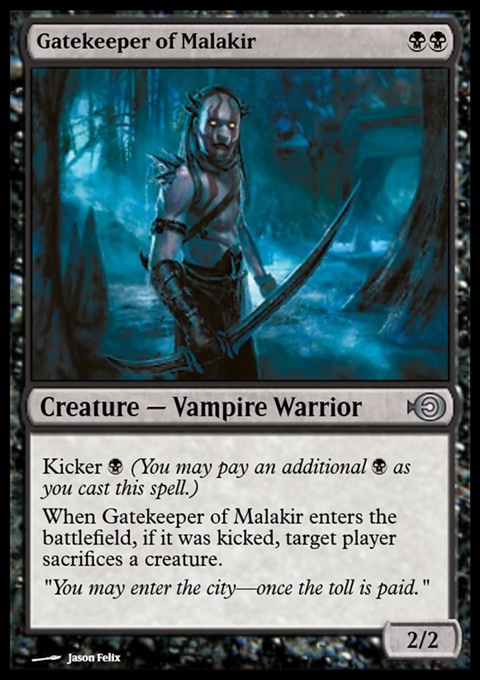 Gatekeeper of Malakir
Creature — Vampire Warrior
Kicker (You may pay an additional as
you cast this spell.)
When Gatekeeper of Malakir enters the
battlefield, if it was kicked, target player
sacrifices a creature.
"You may enter the city—once the toll is paid."
2/2
Jason Felix